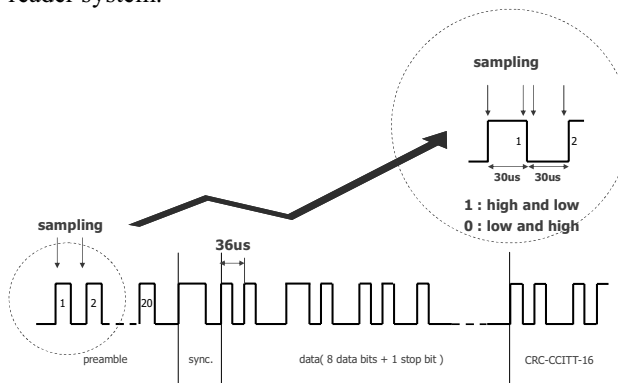 reader system.
sampling
1
2
30us 30us
1 : high and low
0 : low and high
sampling
36us
1
2
20
preamble
sync.
data( 8 data bits + 1 stop bit )
CRC-CCITT-16